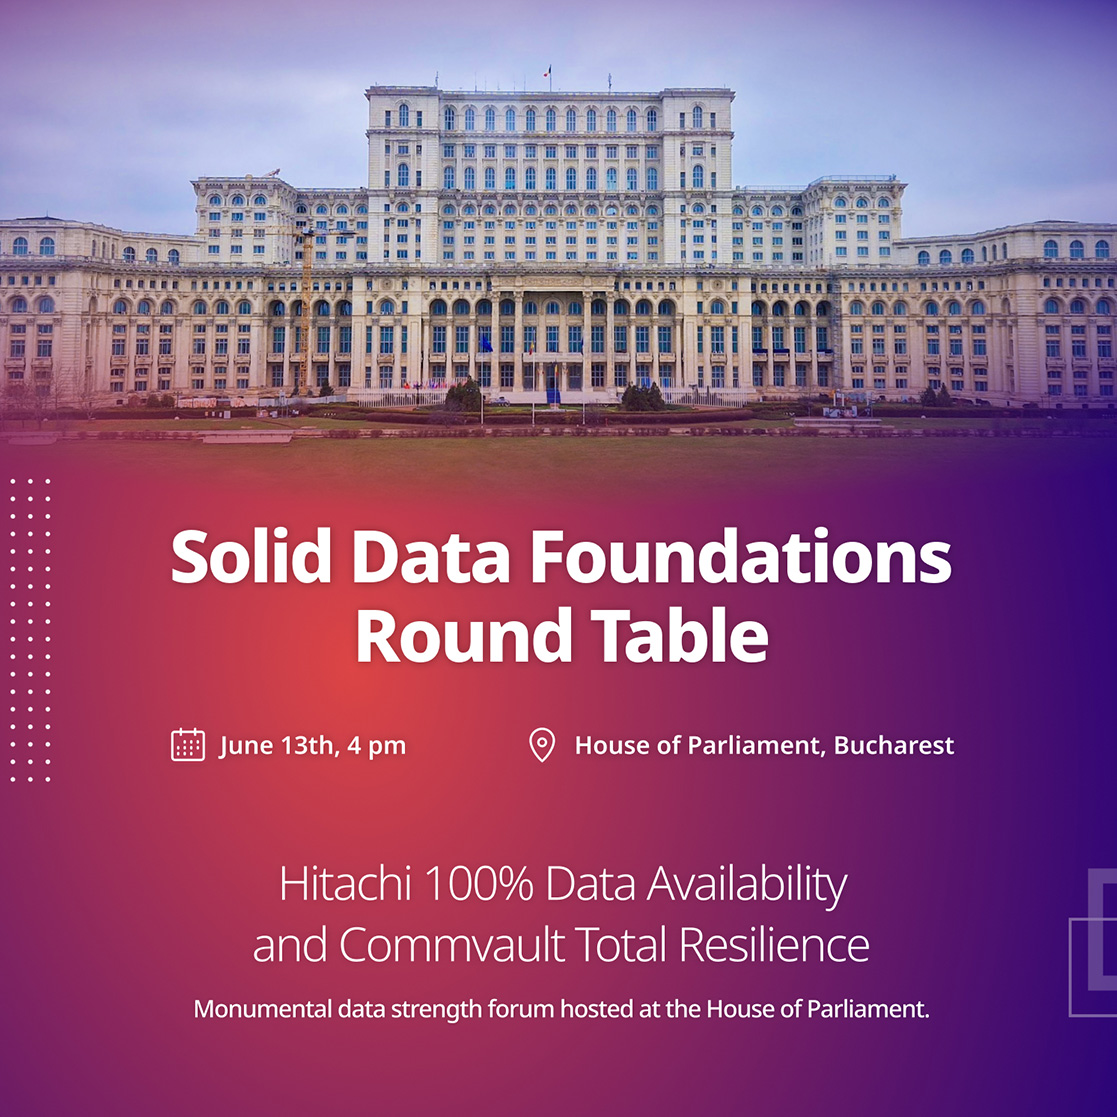 Solid Data Foundations
Round Table
June 13th, 4 pm
House of Parliament, Bucharest
Hitachi 100% Data Availability
and Commvault Total Resilience
Monumental data strength forum hosted at the House of Parliament.